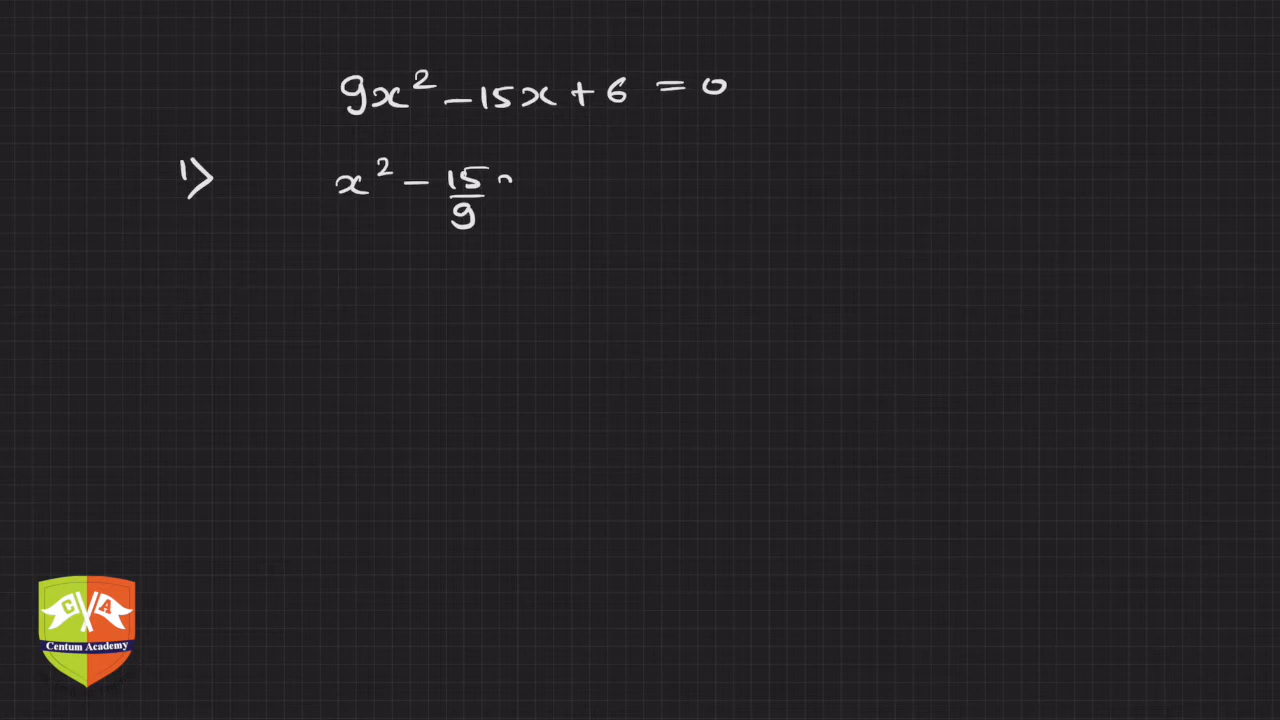 9x² - 15x + 6 = 0
1) x² - 15/9
C A
Centum Academy